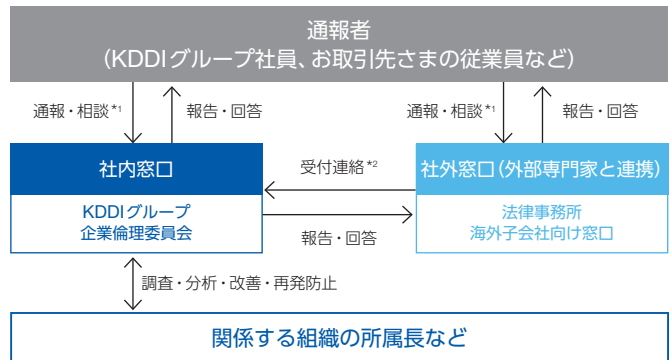 通報者
（KDDIグループ社員、お取引先さまの従業員など）
通報・相談*1
報告・回答
通報・相談*1
報告・回答
社内窓口
受付連絡*2
社外窓口（外部専門家と連携）
KDDIグループ
企業倫理委員会
報告・回答
法律事務所
海外子会社向け窓口
調査・分析・改善・再発防止
関係する組織の所属長など